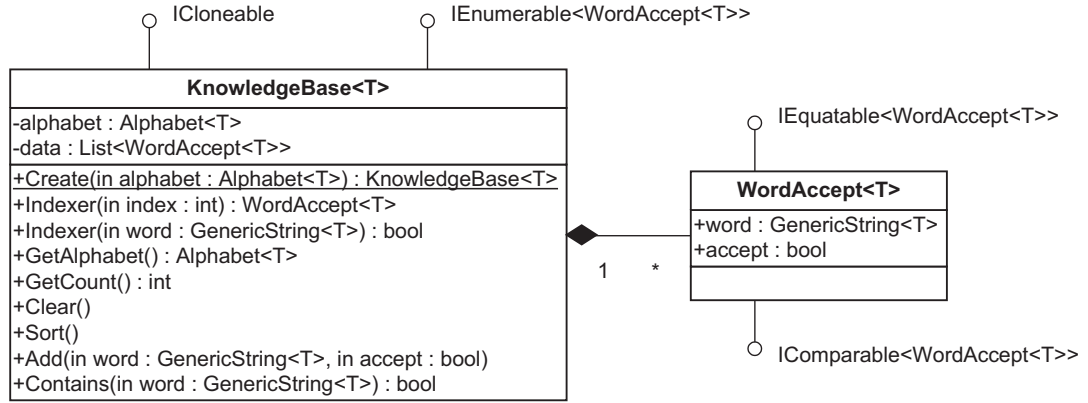 ICloneable
IEnumerable<WordAccept<T>>
KnowledgeBase<T>
-alphabet : Alphabet<T>
-data : List<WordAccept<T>>
+Create(in alphabet : Alphabet<T>) : KnowledgeBase<T>
+Indexer(in index : int) : WordAccept<T>
+Indexer(in word : GenericString<T>) : bool
+GetAlphabet() : Alphabet<T>
+GetCount() : int
+Clear()
+Sort()
+Add(in word : GenericString<T>, in accept : bool)
+Contains(in word : GenericString<T>) : bool
1
*
IEquatable<WordAccept<T>>
WordAccept<T>
+word : GenericString<T>
+accept : bool
IComparable<WordAccept<T>>